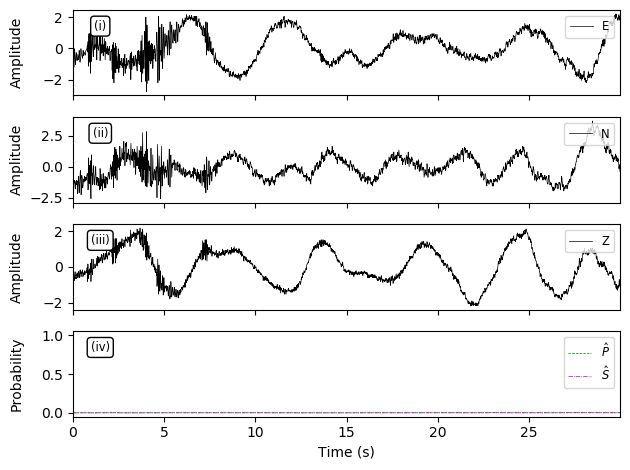 2
0
−2
Amplitude
(i)
E
2.5
0.0
−2.5
Amplitude
(ii)
N
2
0
−2
Amplitude
(iii)
Z
1.0
0.5
0.0
Probability
(iv)
P̂
Ŝ
0 5 10 15 20 25
Time (s)